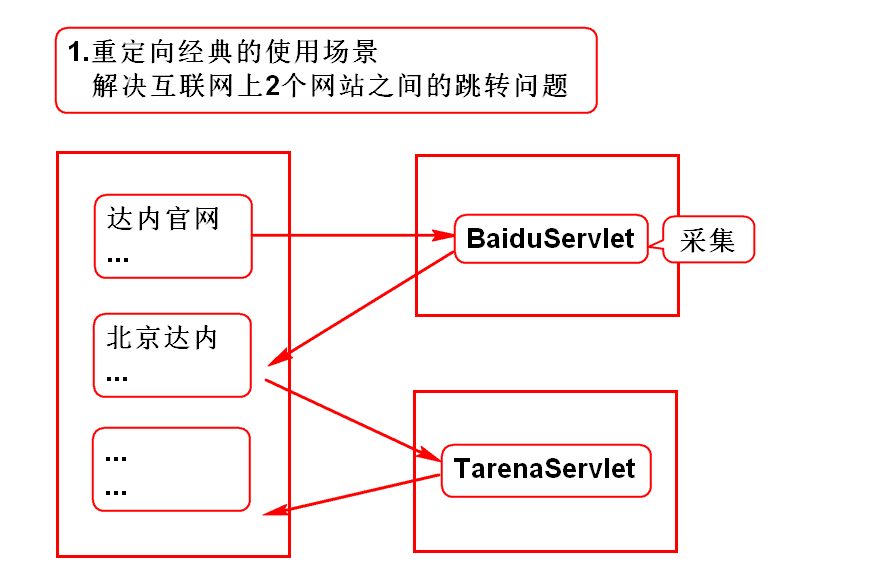 1.重定向经典的使用场景
解决互联网上2个网站之间的跳转问题
达内官网
...
BaiduServlet
采集
北京达内
...
...
...
TarenaServlet